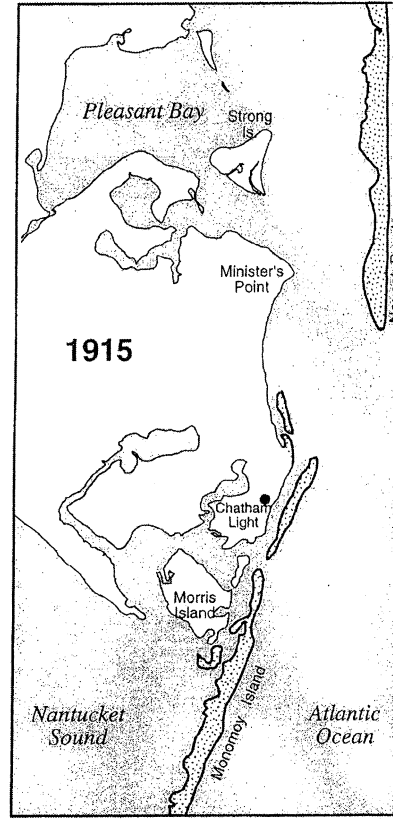 Pleasant Bay
Strong
Is.
Minister's
Point
1915
Chatham
Light
Morris
Island
Monomoy Island
Nantucket
Sound
Atlantic
Ocean